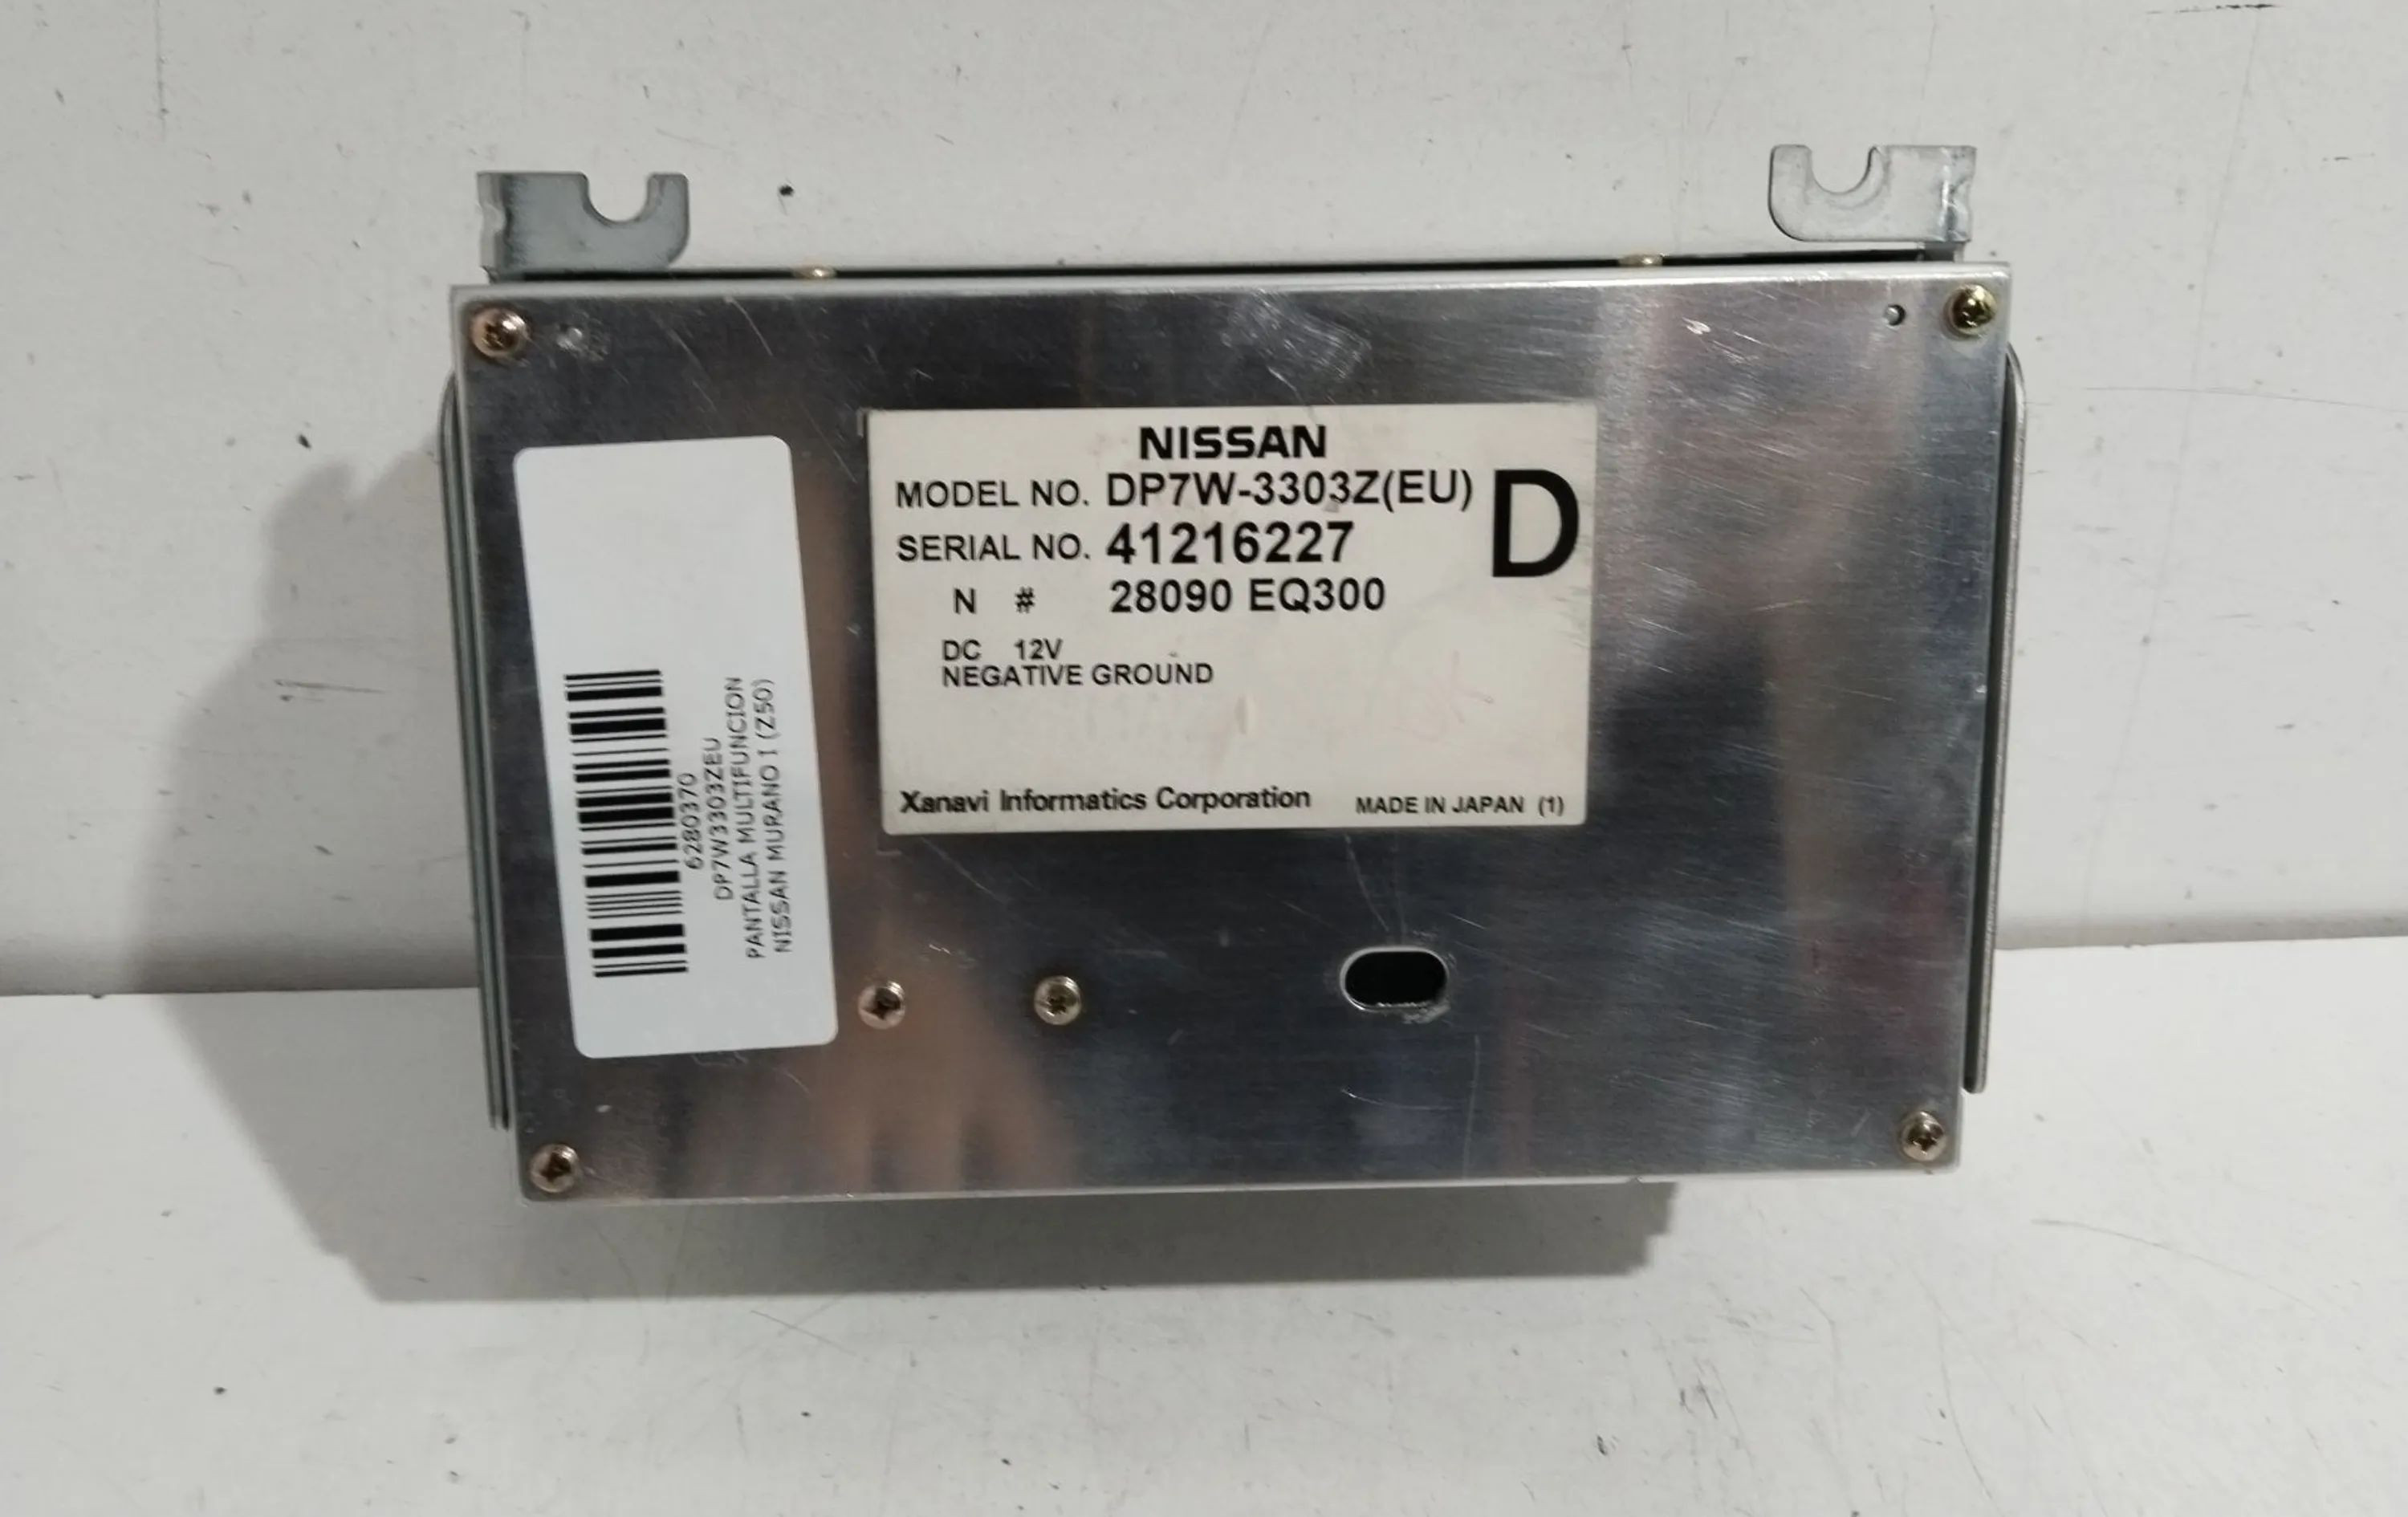 NISSAN
MODEL NO. DP7W-3303Z(EU)
D
SERIAL NO. 41216227
N # 28090 EQ300
DC 12V
NEGATIVE GROUND
Xanavi Informatics Corporation MADE IN JAPAN (1)
6280370
DP7W3303ZEU
PANTALLA MULTIFUNCION
NISSAN MURANO I (Z50)